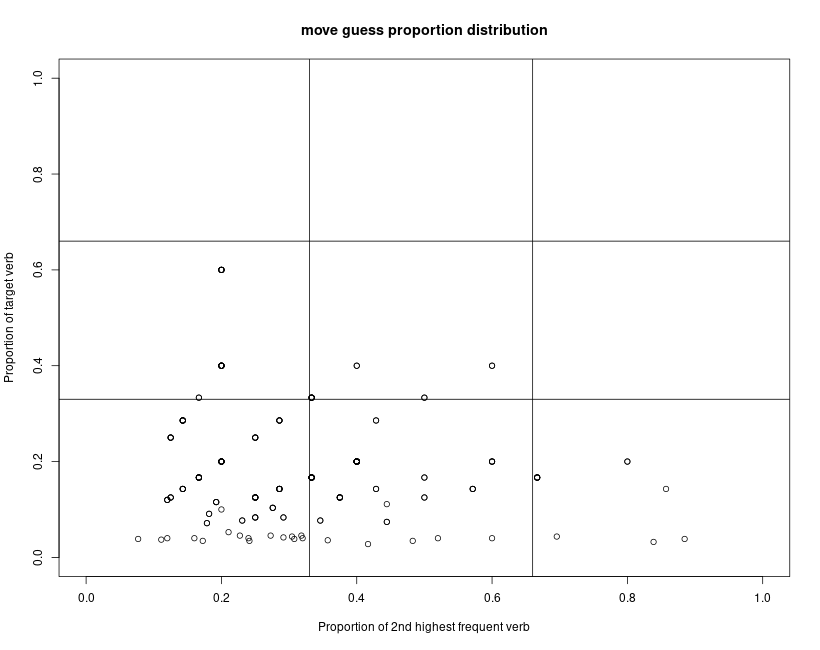 move guess proportion distribution
1.0
0.8
0.6
0.4
0.2
0.0
Proportion of target verb
0.0 0.2 0.4 0.6 0.8 1.0
Proportion of 2nd highest frequent verb